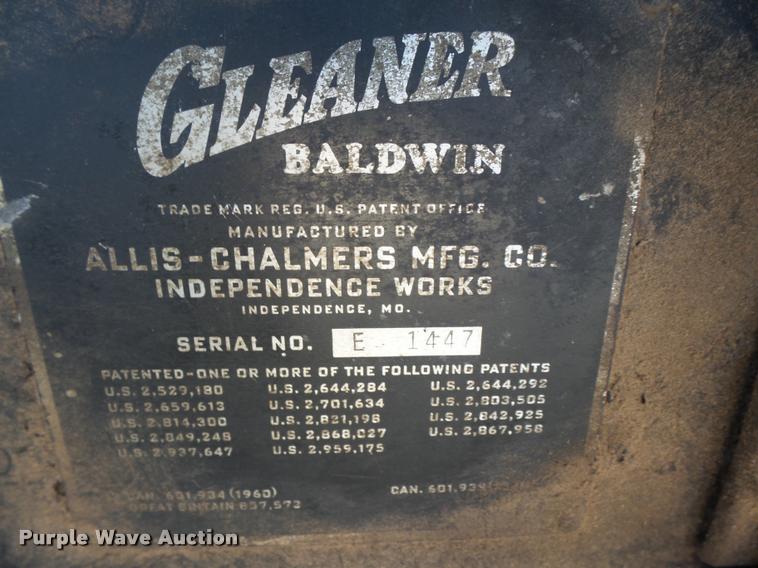 GLEANER
BALDWIN
TRADE MARK REG. U.S. PATENT OFFICE
MANUFACTURED BY
ALLIS-CHALMERS MFG. CO.
INDEPENDENCE WORKS
INDEPENDENCE, MO.
SERIAL NO. E 1447
PATENTED-ONE OR MORE OF THE FOLLOWING PATENTS
U.S. 2,529,180 U.S. 2,644,284 U.S. 2,644,292
U.S. 2,659,613 U.S. 2,701,634 U.S. 2,803,505
U.S. 2,814,300 U.S. 2,821,198 U.S. 2,842,925
U.S. 2,849,248 U.S. 2,868,027 U.S. 2,867,958
U.S. 2,937,647 U.S. 2,959,175
CAN. 601,934 (1960) CAN.
GREAT BRITAIN 857,573
Purple Wave Auction